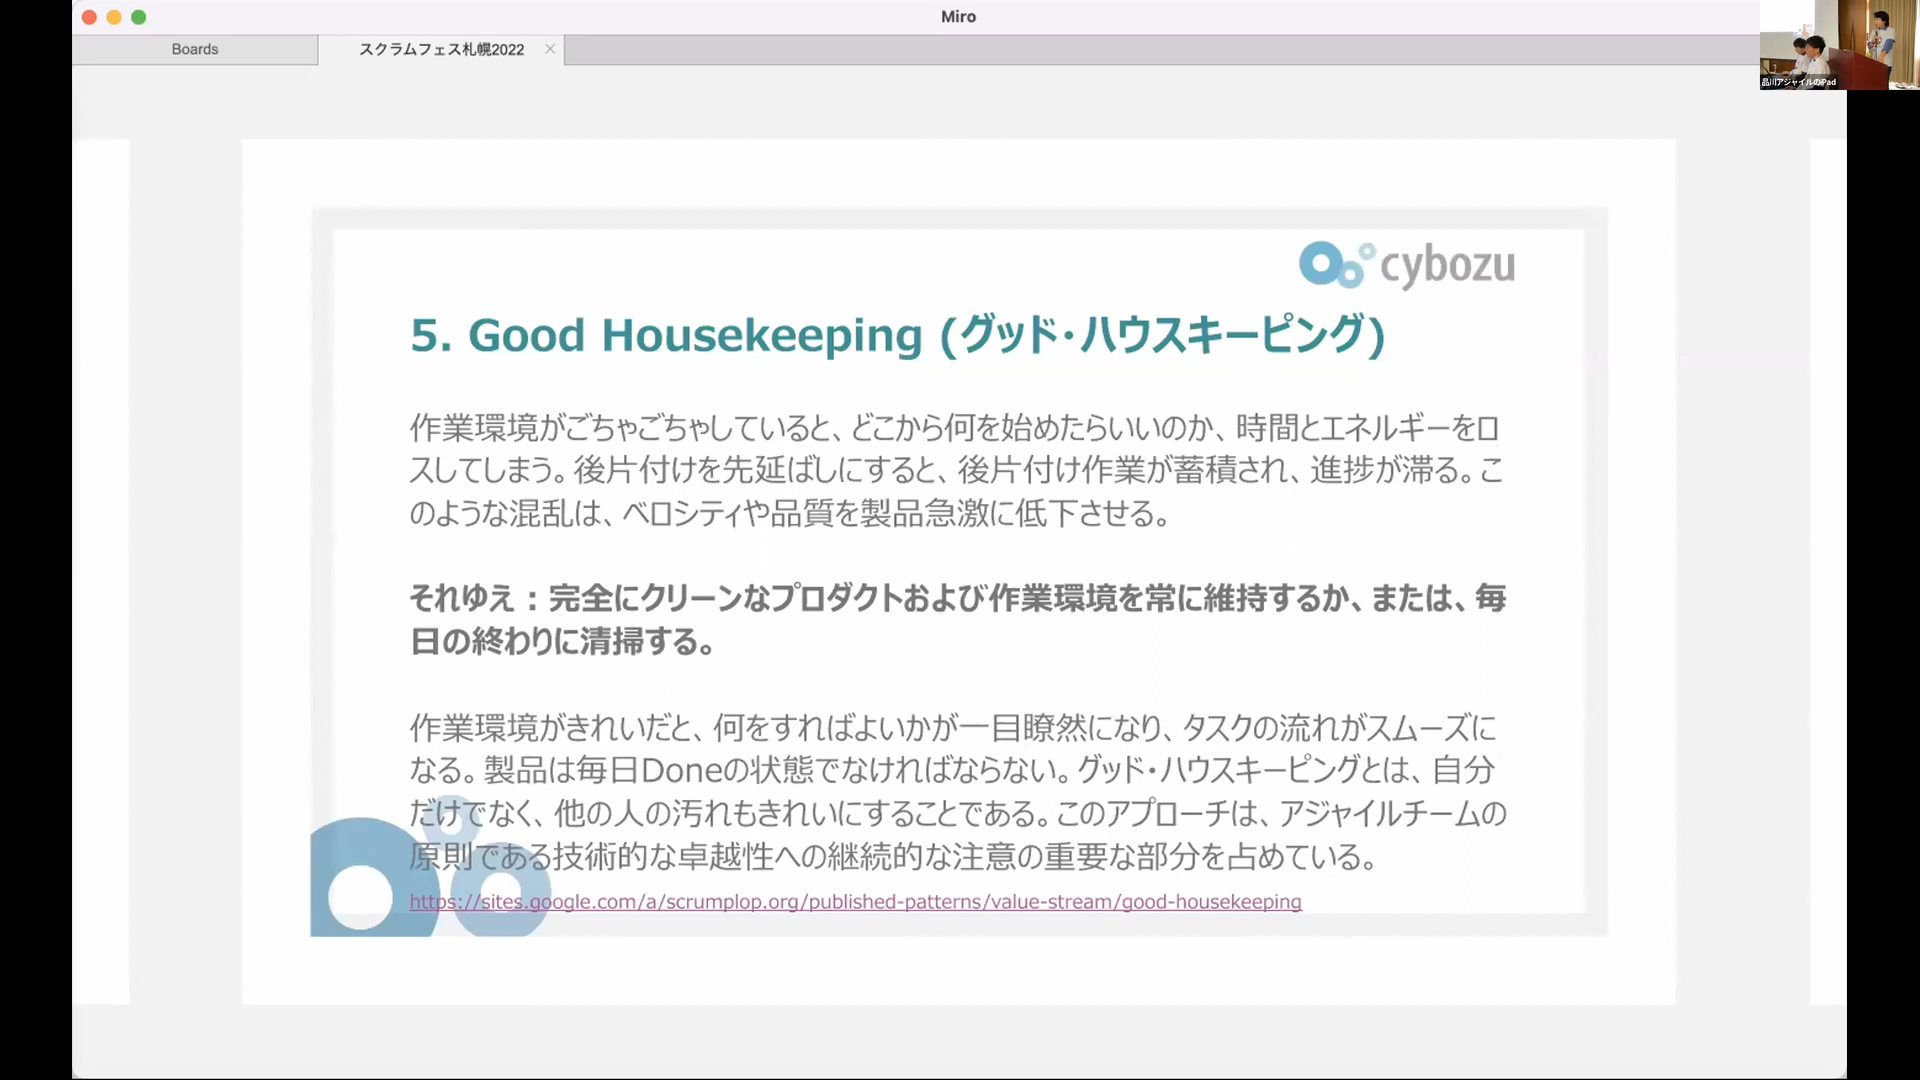 Miro
Boards
スクラムフェス札幌2022
品川アジャイルのiPad
cybozu
5. Good Housekeeping (グッド・ハウスキーピング)
作業環境がごちゃごちゃしていると、どこから何を始めたらいいのか、時間とエネルギーをロ
スしてしまう。後片付けを先延ばしにすると、後片付け作業が蓄積され、進捗が滞る。こ
のような混乱は、ベロシティや品質を製品急激に低下させる。
それゆえ：完全にクリーンなプロダクトおよび作業環境を常に維持するか、または、毎
日の終わりに清掃する。
作業環境がきれいだと、何をすればよいかが一目瞭然になり、タスクの流れがスムーズに
なる。製品は毎日Doneの状態でなければならない。グッド・ハウスキーピングとは、自分
だけでなく、他の人の汚れもきれいにすることである。このアプローチは、アジャイルチームの
原則である技術的な卓越性への継続的な注意の重要な部分を占めている。
https://sites.google.com/a/scrumplop.org/published-patterns/value-stream/good-housekeeping